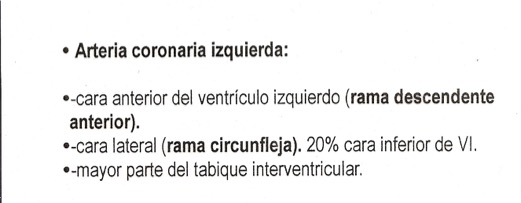 • Arteria coronaria izquierda:
•-cara anterior del ventrículo izquierdo (rama descendente
anterior).
•-cara lateral (rama circunfleja). 20% cara inferior de VI.
•-mayor parte del tabique interventricular.